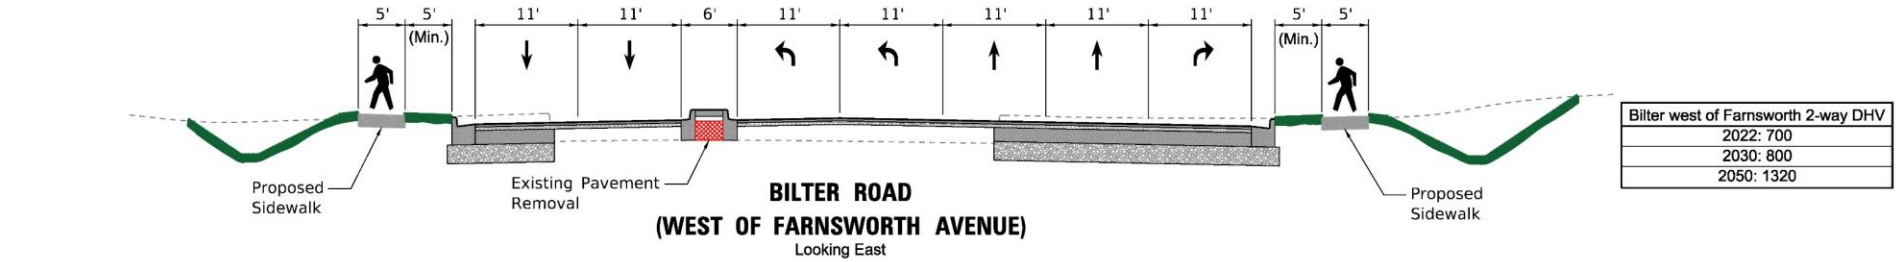 5' 5' 11' 11' 6' 11' 11' 11' 11' 11' 5' 5'
(Min.) (Min.)
Bilter west of Farnsworth 2-way DHV
2022: 700
2030: 800
2050: 1320
Proposed
Sidewalk
Existing Pavement
Removal
BILTER ROAD
(WEST OF FARNSWORTH AVENUE)
Looking East
Proposed
Sidewalk